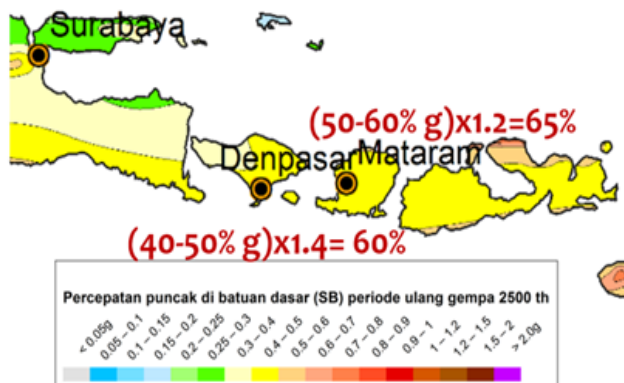 Surabaya
(50-60% g)x1.2=65%
Denpasar Mataram
(40-50% g)x1.4= 60%
Percepatan puncak di batuan dasar (SB) periode ulang gempa 2500 th
< 0.05g 0.05 – 0.1 0.1 – 0.15 0.15 – 0.2 0.2 – 0.25 0.25 – 0.3 0.3 – 0.4 0.4 – 0.5 0.5 – 0.6 0.6 – 0.7 0.7 – 0.8 0.8 – 0.9 0.9 – 1 1 – 1.2 1.2 – 1.5 1.5 – 2 > 2.0g